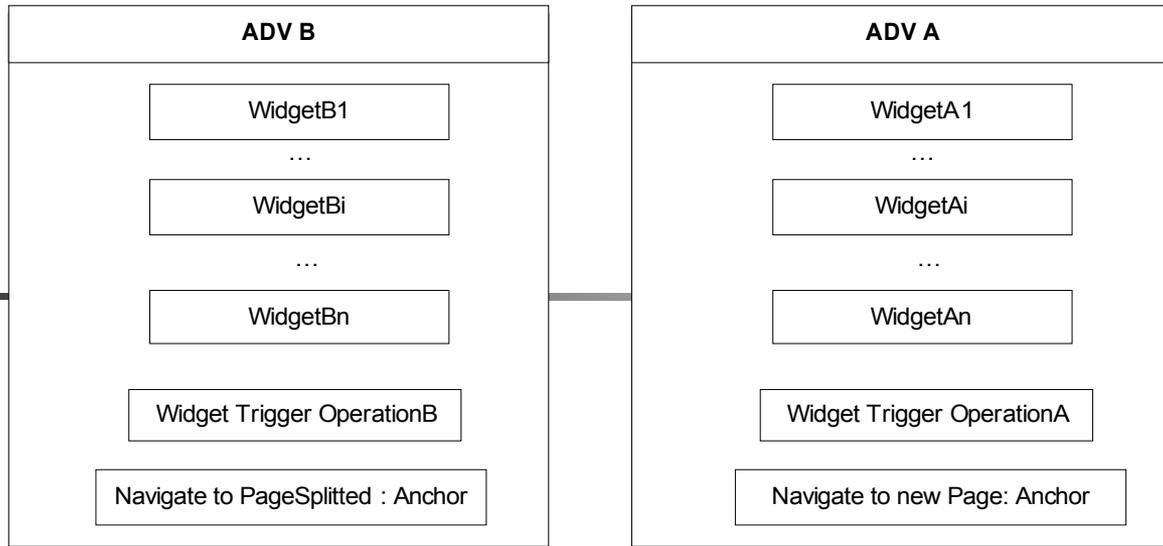 ADV B
WidgetB1
...
WidgetBi
...
WidgetBn
Widget Trigger OperationB
Navigate to PageSplitted : Anchor
ADV A
WidgetA1
...
WidgetAi
...
WidgetAn
Widget Trigger OperationA
Navigate to new Page: Anchor